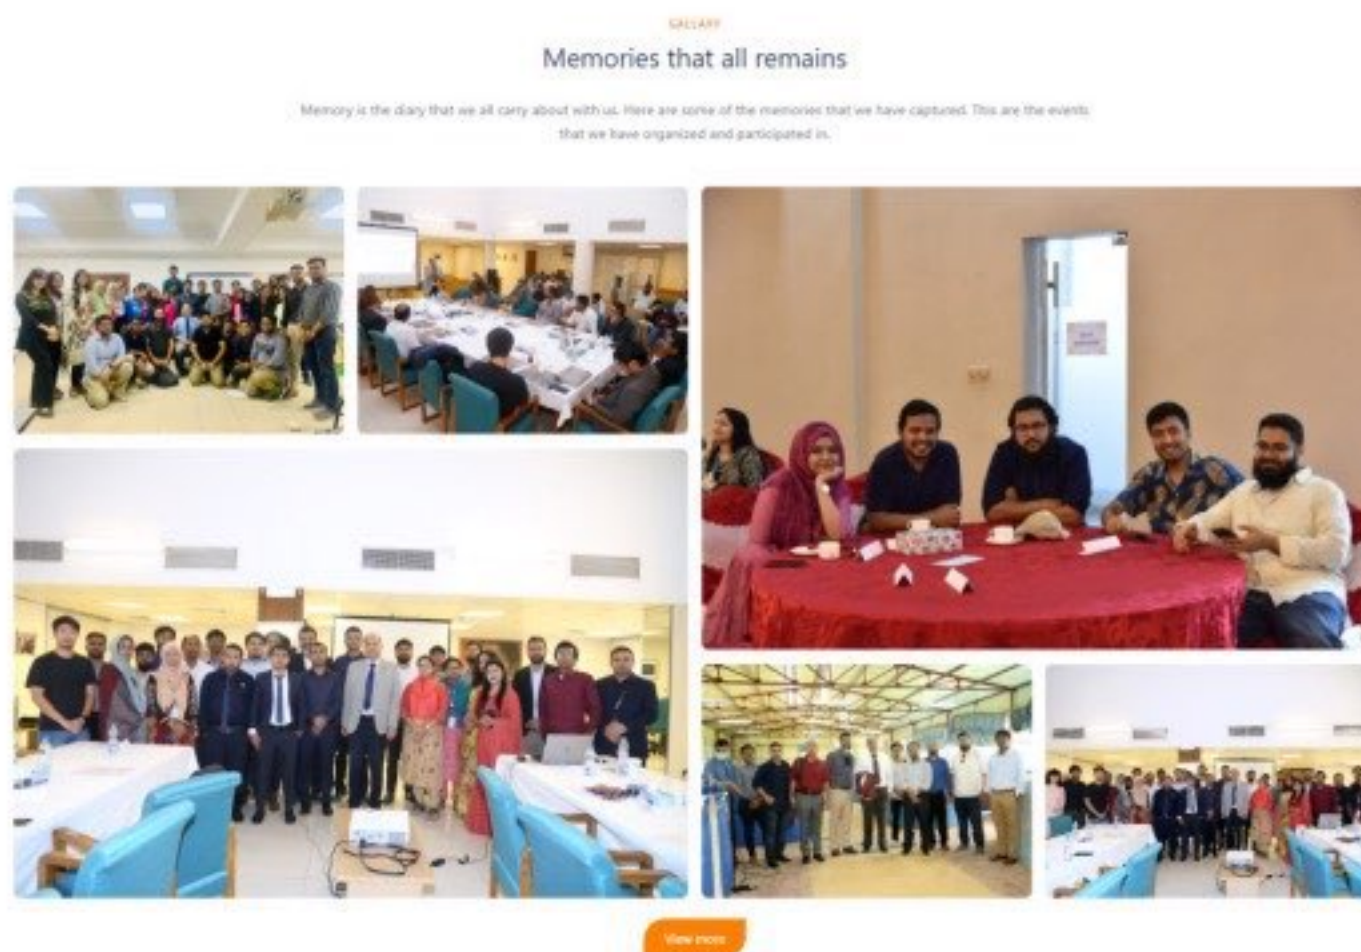 GALLARY
Memories that all remains
Memory is the diary that we all carry about with us. Here are some of the memories that we have captured. This are the events
that we have organized and participated in.
View more